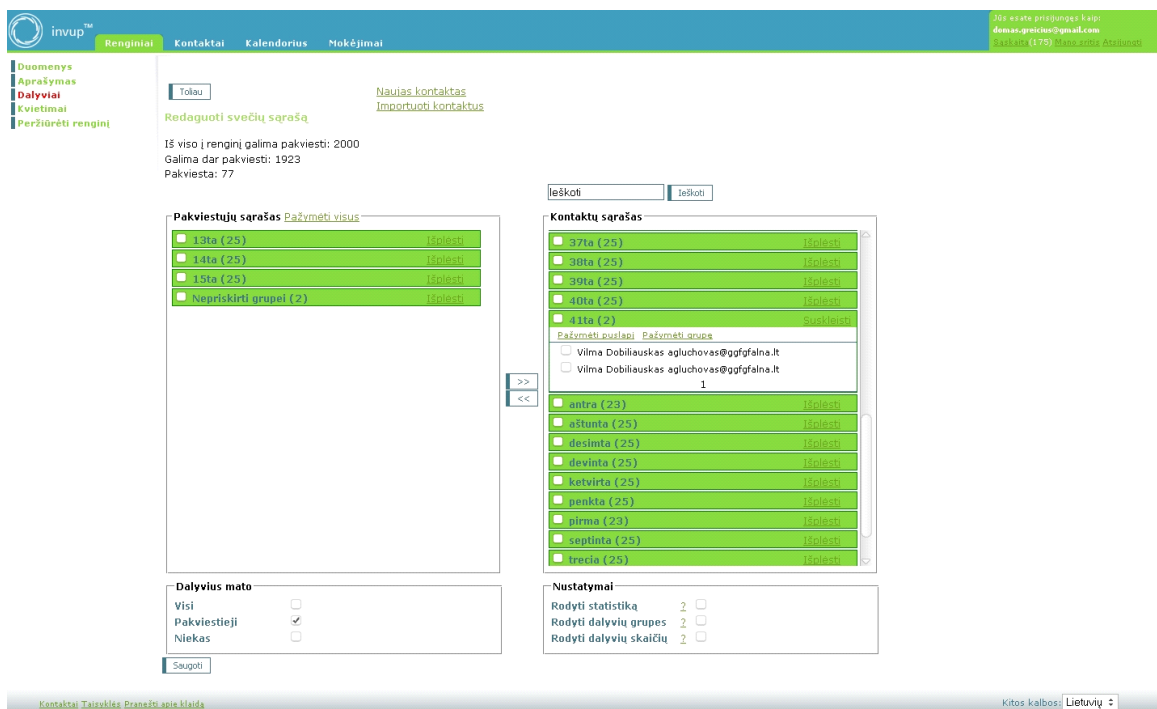 invup™
Renginiai Kontaktai Kalendorius Mokėjimai
Jūs esate prisijungęs kaip:
domas.greicius@gmail.com
Sąskaita (175) Mano sritis Atsijungti
Duomenys
Aprašymas
Dalyviai
Kvietimai
Peržiūrėti renginį
Toliau
Naujas kontaktas
Importuoti kontaktus
Redaguoti svečių sąrašą
Iš viso į renginį galima pakviesti: 2000
Galima dar pakviesti: 1923
Pakviesta: 77
Ieškoti Ieškoti
Pakviestųjų sąrašas Pažymėti visus
13ta (25) Išplėsti
14ta (25) Išplėsti
15ta (25) Išplėsti
Nepriskirti grupei (2) Išplėsti
>>
<<
Kontaktų sąrašas
37ta (25) Išplėsti
38ta (25) Išplėsti
39ta (25) Išplėsti
40ta (25) Išplėsti
41ta (2) Suskleisti
Pažymėti puslapį Pažymėti grupę
Vilma Dobiliauskas agluchovas@ggfgfalna.lt
Vilma Dobiliauskas agluchovas@ggfgfalna.lt
1
antra (23) Išplėsti
aštunta (25) Išplėsti
desimta (25) Išplėsti
devinta (25) Išplėsti
ketvirta (25) Išplėsti
penkta (25) Išplėsti
pirma (23) Išplėsti
septinta (25) Išplėsti
trecia (25) Išplėsti
Dalyvius mato
Visi
Pakviestieji
Niekas
Nustatymai
Rodyti statistiką ?
Rodyti dalyvių grupes ?
Rodyti dalyvių skaičių ?
Saugoti
Kontaktai Taisyklės Pranešti apie klaidą
Kitos kalbos: Lietuvių